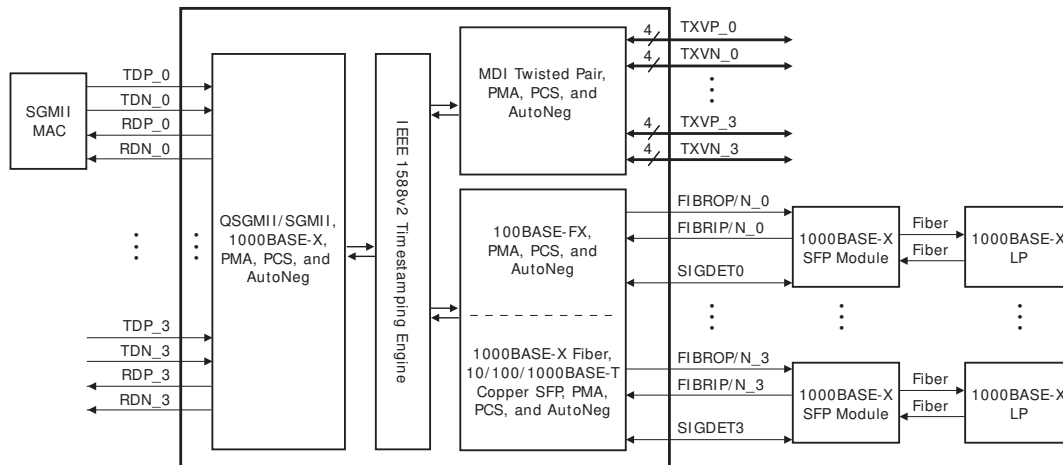 SGMII
MAC
TDP_0
TDN_0
RDP_0
RDN_0
TDP_3
TDN_3
RDP_3
RDN_3
QSGMII/SGMII,
1000BASE-X,
PMA, PCS, and
AutoNeg
IEEE 1588v2 Timestamping Engine
MDI Twisted Pair,
PMA, PCS, and
AutoNeg
4
TXVP_0
4
TXVN_0
4
TXVP_3
4
TXVN_3
100BASE-FX,
PMA, PCS, and
AutoNeg
1000BASE-X Fiber,
10/100/1000BASE-T
Copper SFP, PMA,
PCS, and AutoNeg
FIBROP/N_0
FIBRIP/N_0
SIGDET0
1000BASE-X
SFP Module
Fiber
Fiber
1000BASE-X
LP
FIBROP/N_3
FIBRIP/N_3
SIGDET3
1000BASE-X
SFP Module
Fiber
Fiber
1000BASE-X
LP